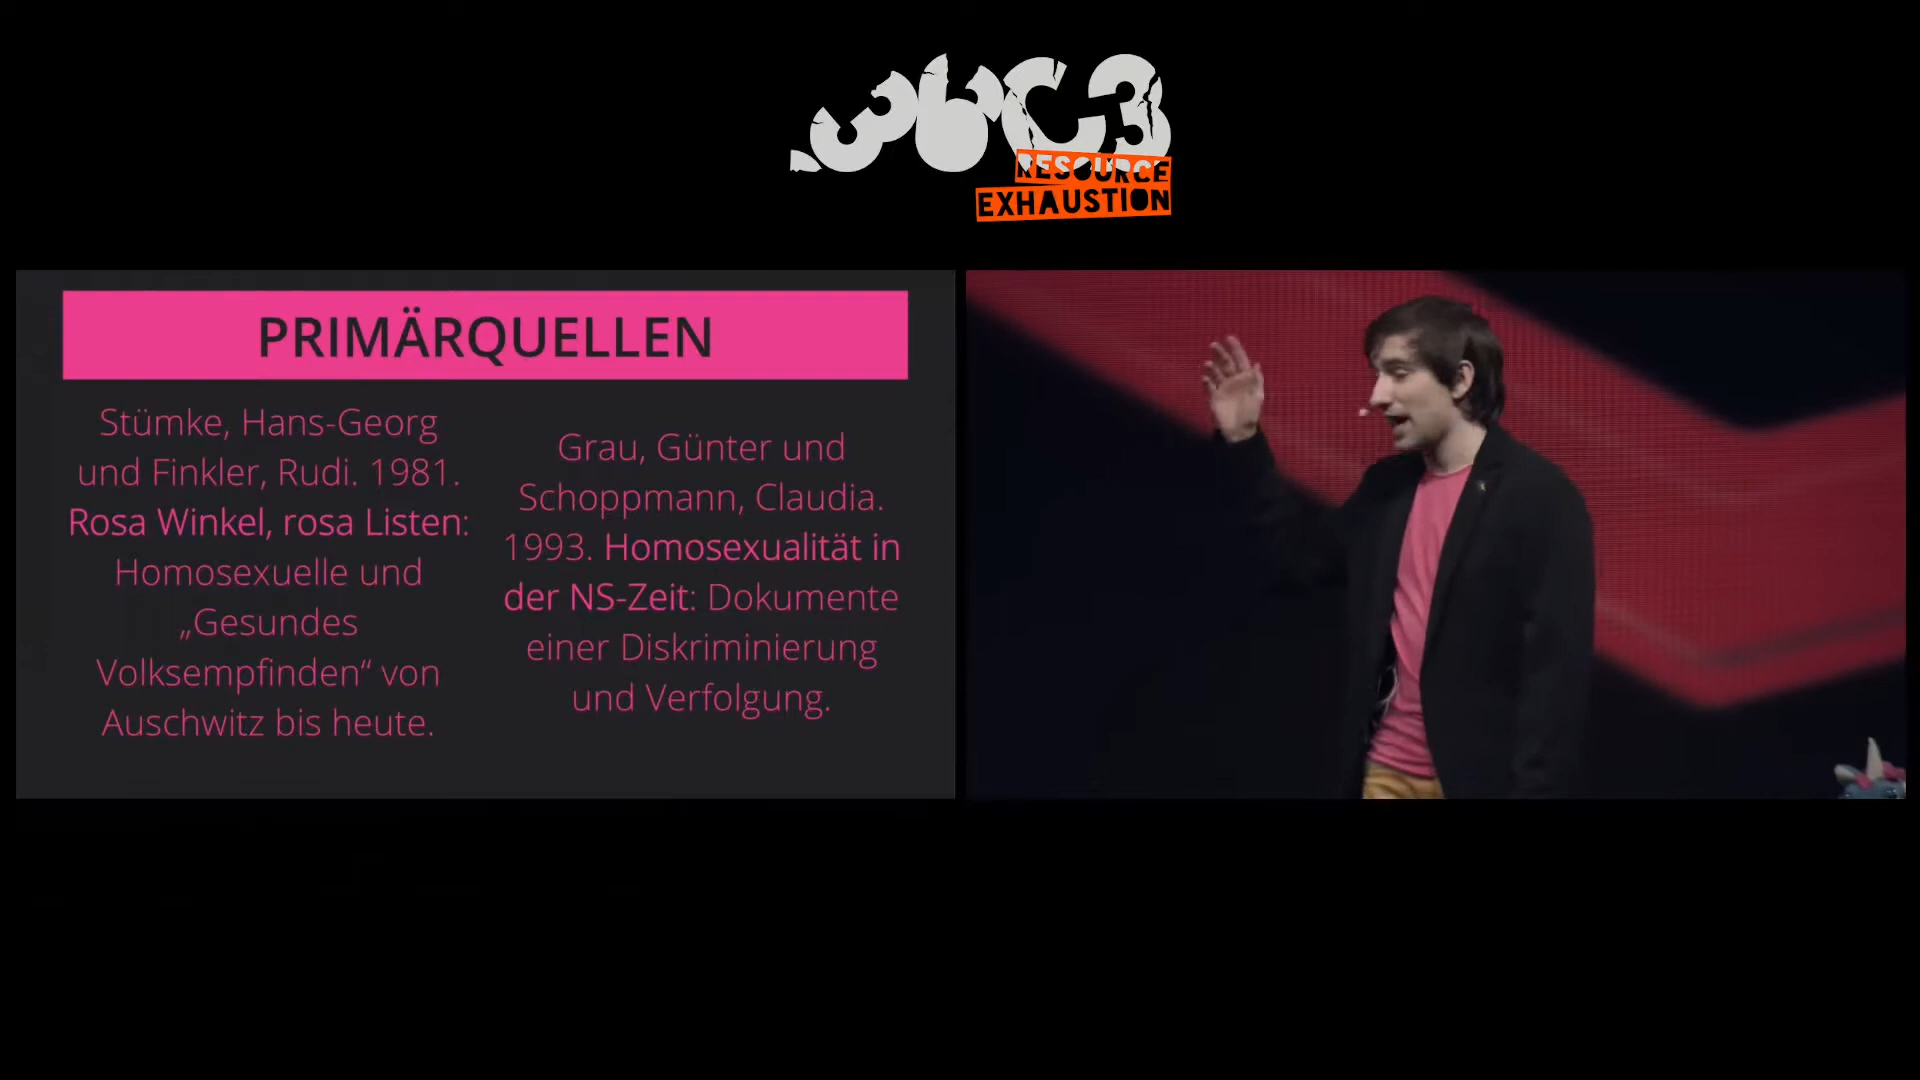 36C3
RESOURCE
EXHAUSTION
PRIMÄRQUELLEN
Stümke, Hans-Georg
und Finkler, Rudi. 1981.
Rosa Winkel, rosa Listen:
Homosexuelle und
„Gesundes
Volksempfinden“ von
Auschwitz bis heute.
Grau, Günter und
Schoppmann, Claudia.
1993. Homosexualität in
der NS-Zeit: Dokumente
einer Diskriminierung
und Verfolgung.